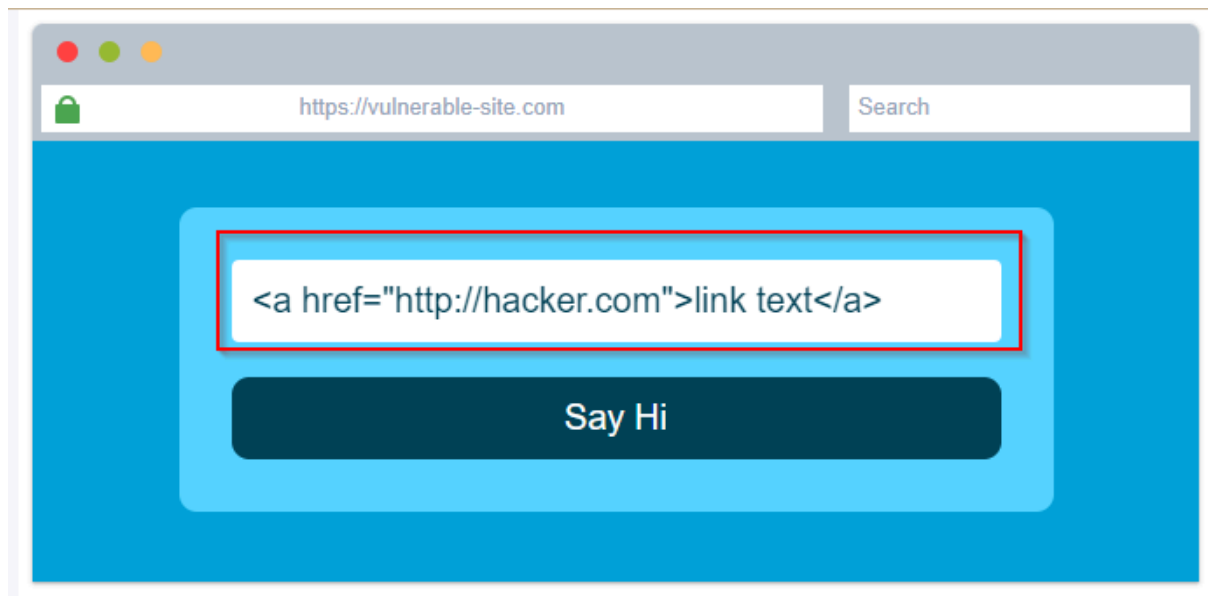 https://vulnerable-site.com
Search
<a href="http://hacker.com">link text</a>
Say Hi